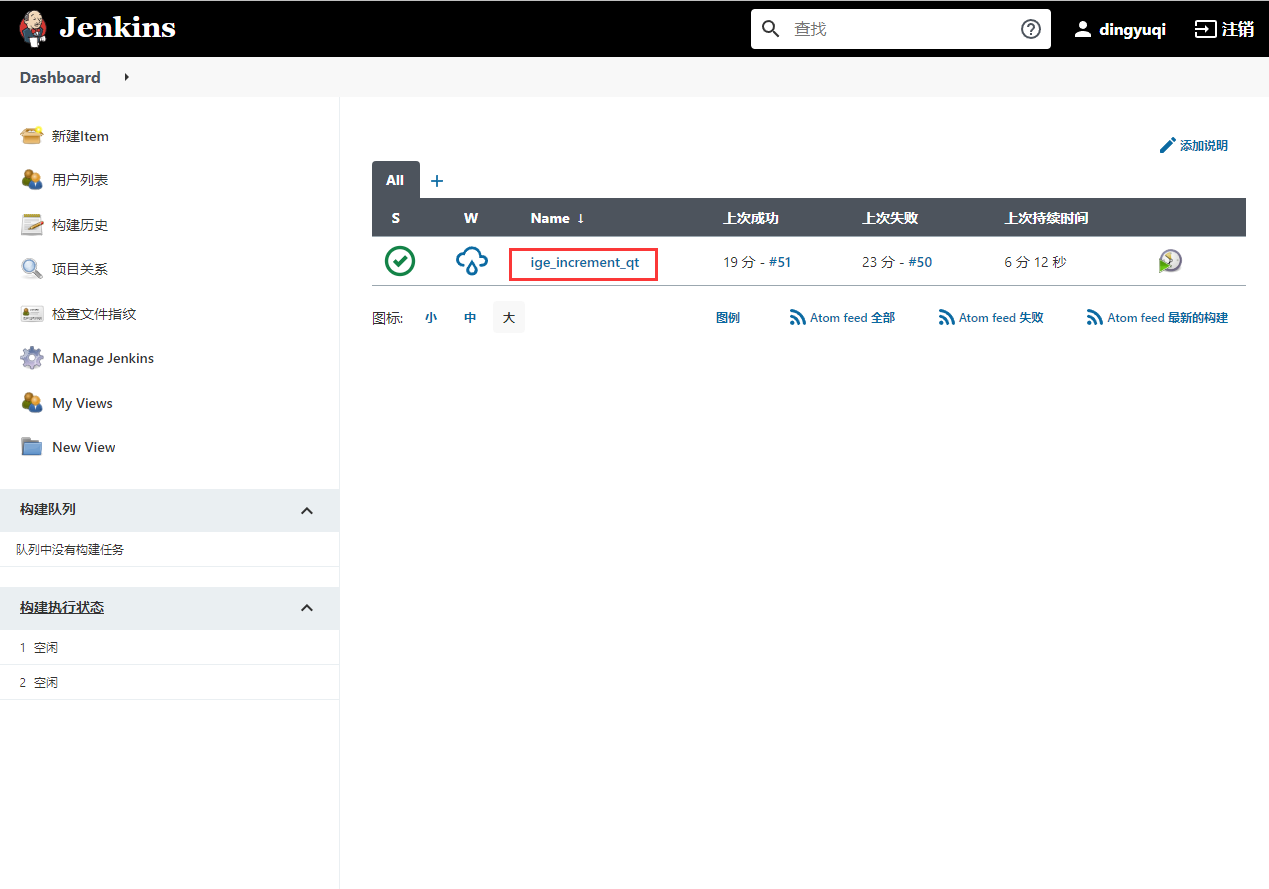 Jenkins
查找
dingyuqi
注销
Dashboard
新建Item
用户列表
构建历史
项目关系
检查文件指纹
Manage Jenkins
My Views
New View
构建队列
队列中没有构建任务
构建执行状态
1 空闲
2 空闲
添加说明
All +
S W Name ↓ 上次成功 上次失败 上次持续时间
ige_increment_qt 19 分 - #51 23 分 - #50 6 分 12 秒
图标: 小 中 大 图例 Atom feed 全部 Atom feed 失败 Atom feed 最新的构建